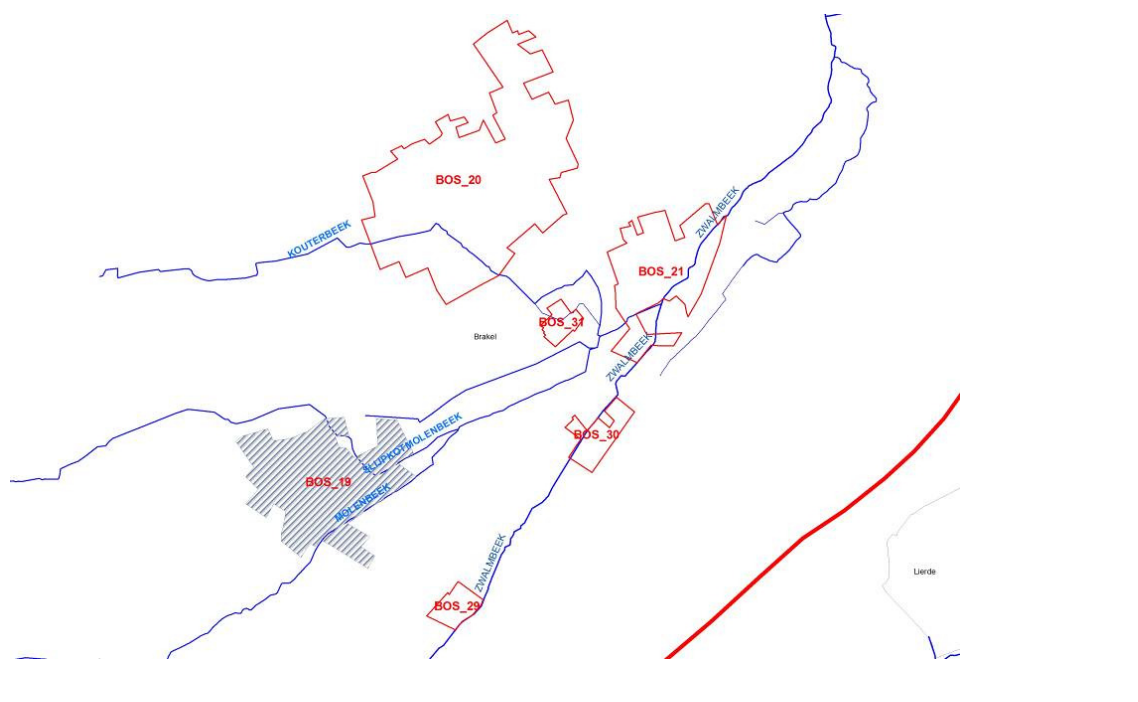 BOS_20
ZWALMBEEK
KOUTERBEEK
BOS_21
BOS_31
Brakel
ZWALMBEEK
SLIJPKOTMOLENBEEK
BOS_30
BOS_19
MOLENBEEK
ZWALMBEEK
Lierde
BOS_29